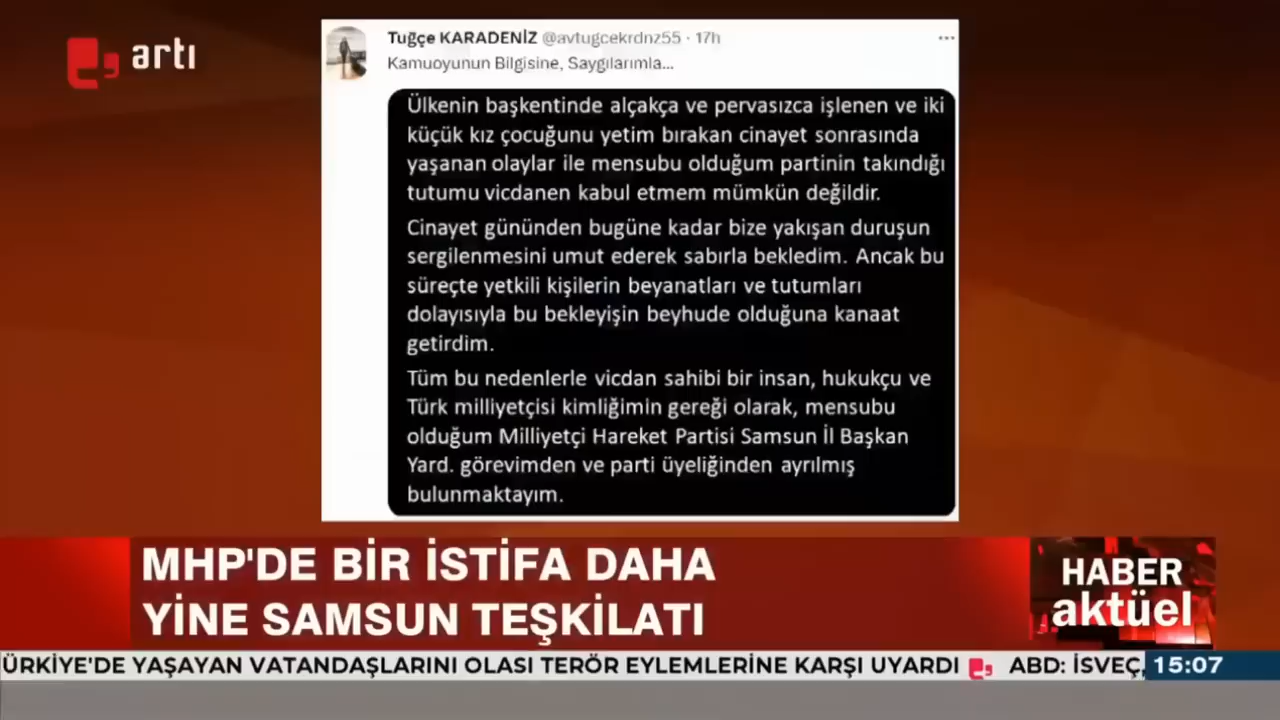 artı
Tuğçe KARADENİZ @avtugcekrdnz55 · 17h
Kamuoyunun Bilgisine, Saygılarımla...
Ülkenin başkentinde alçakça ve pervasızca işlenen ve iki
küçük kız çocuğunu yetim bırakan cinayet sonrasında
yaşanan olaylar ile mensubu olduğum partinin takındığı
tutumu vicdanen kabul etmem mümkün değildir.
Cinayet gününden bugüne kadar bize yakışan duruşun
sergilenmesini umut ederek sabırla bekledim. Ancak bu
süreçte yetkili kişilerin beyanatları ve tutumları
dolayısıyla bu bekleyişin beyhude olduğuna kanaat
getirdim.
Tüm bu nedenlerle vicdan sahibi bir insan, hukukçu ve
Türk milliyetçisi kimliğimin gereği olarak, mensubu
olduğum Milliyetçi Hareket Partisi Samsun İl Başkan
Yard. görevimden ve parti üyeliğinden ayrılmış
bulunmaktayım.
MHP'DE BİR İSTİFA DAHA
YİNE SAMSUN TEŞKİLATI
HABER
aktüel
ÜRKİYE'DE YAŞAYAN VATANDAŞLARINI OLASI TERÖR EYLEMLERİNE KARŞI UYARDI ABD: İSVEÇ, 15:07